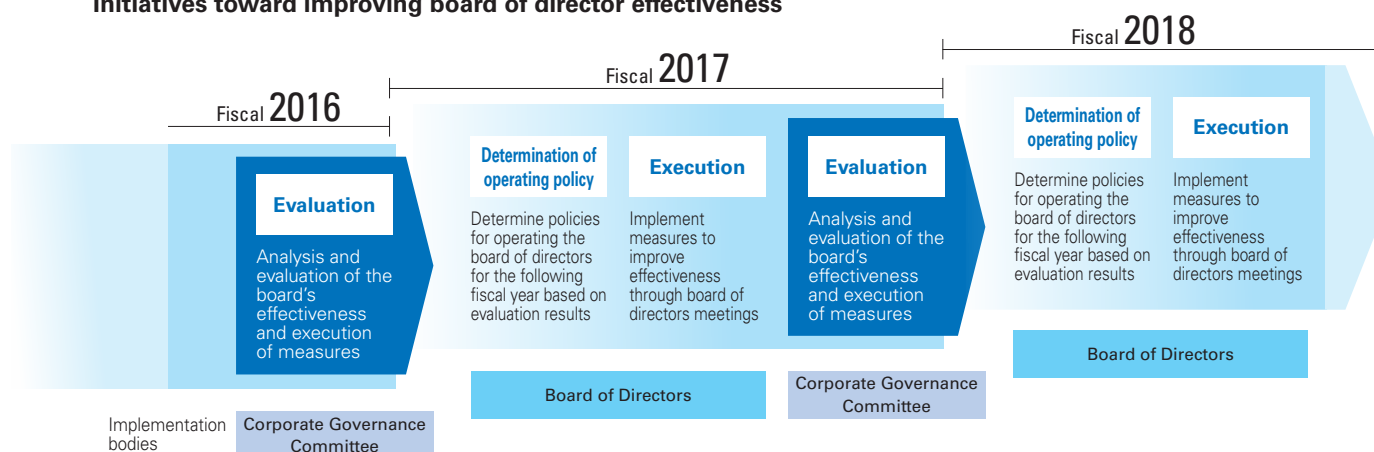 Initiatives toward improving board of director effectiveness
Fiscal 2016
Fiscal 2017
Fiscal 2018
Evaluation
Analysis and
evaluation of the
board's
effectiveness
and execution
of measures
Determination of
operating policy
Determine policies
for operating the
board of directors
for the following
fiscal year based on
evaluation results
Execution
Implement
measures to
improve
effectiveness
through board of
directors meetings
Evaluation
Analysis and
evaluation of the
board's
effectiveness
and execution
of measures
Determination of
operating policy
Determine policies
for operating the
board of directors
for the following
fiscal year based on
evaluation results
Execution
Implement
measures to
improve
effectiveness
through board of
directors meetings
Implementation
bodies
Corporate Governance
Committee
Board of Directors
Corporate Governance
Committee
Board of Directors